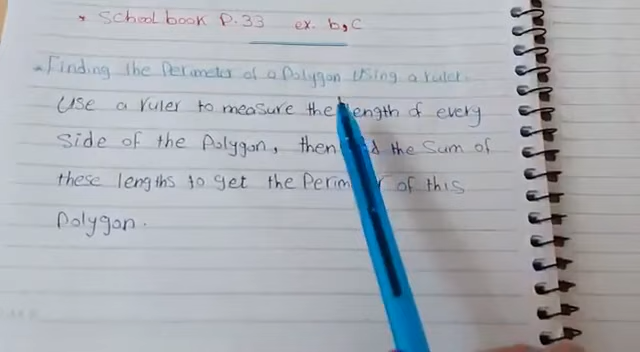 * School book P.33 ex. b,c
Finding the Perimeter of a Polygon Using a ruler.
Use a ruler to measure the length of every
Side of the Polygon, then the Sum of
these lengths to get the of this
Polygon.